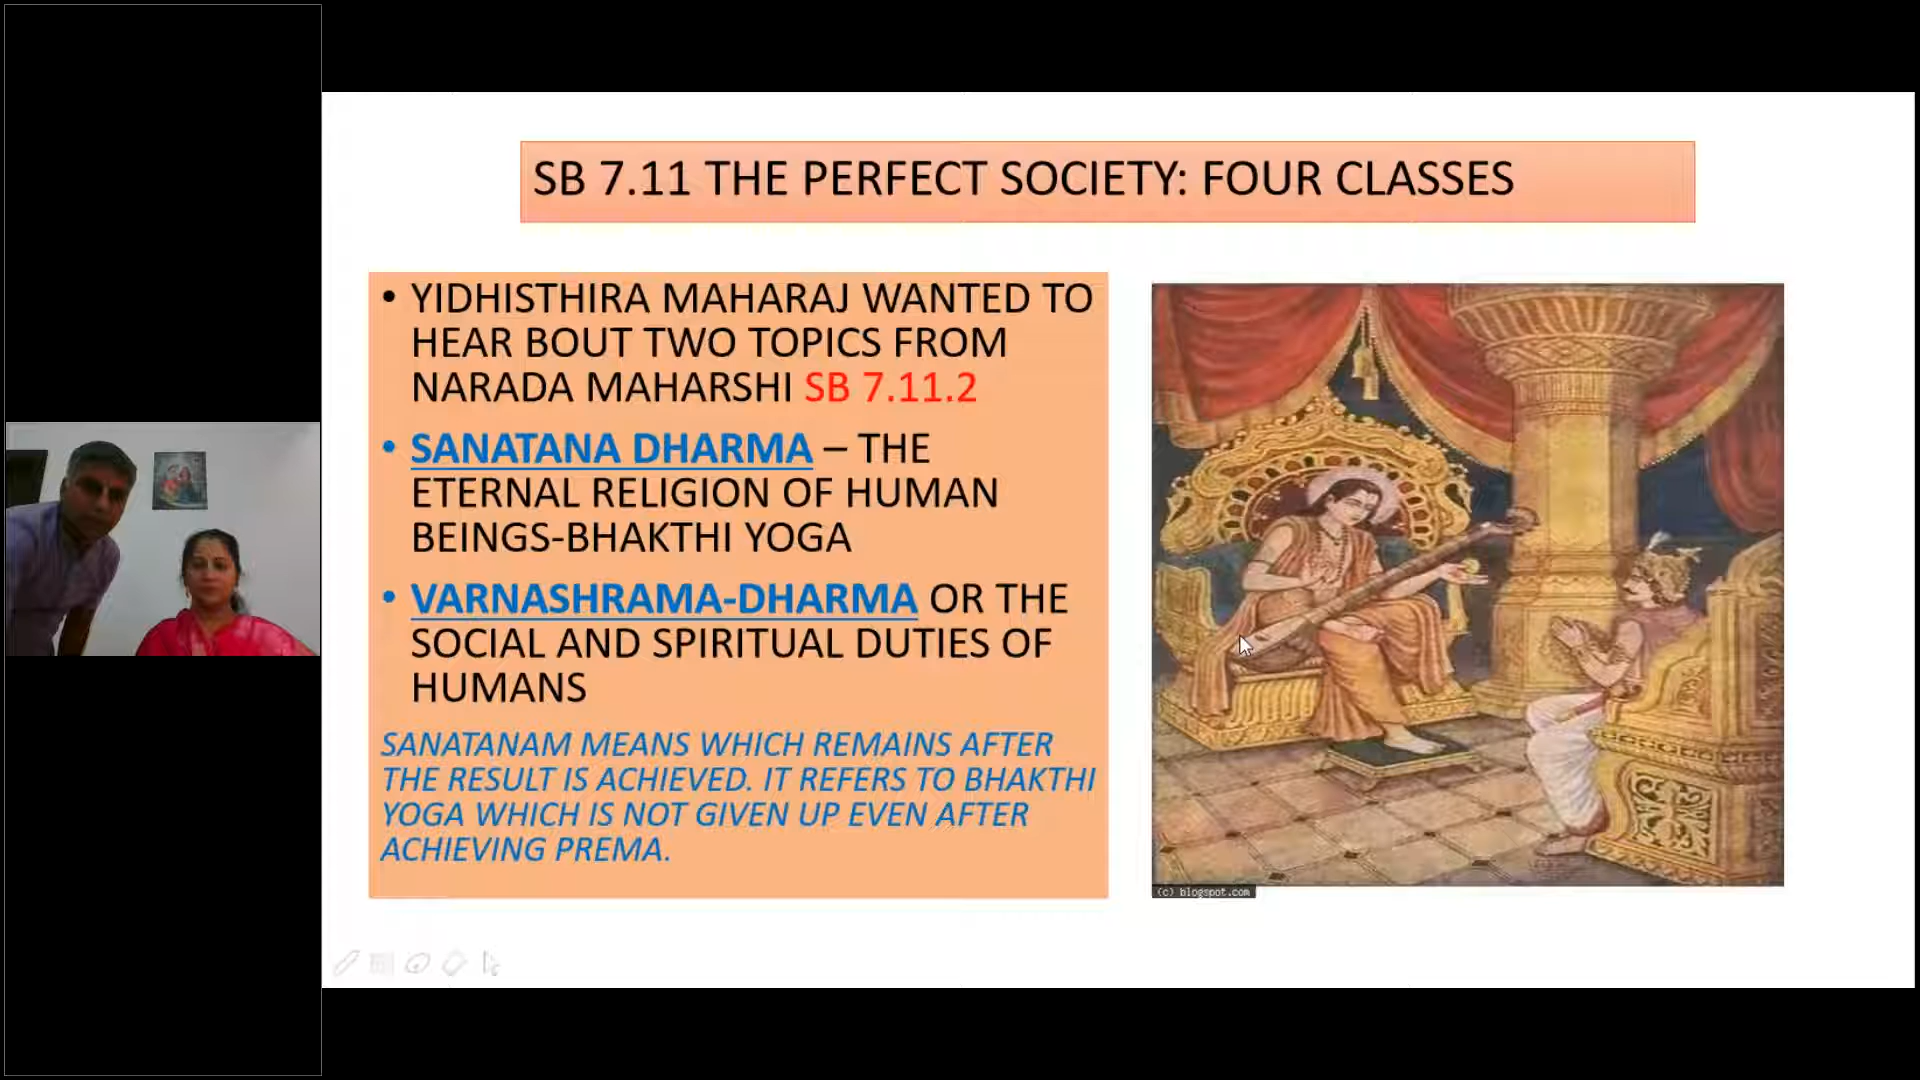 SB 7.11 THE PERFECT SOCIETY: FOUR CLASSES
• YIDHISTHIRA MAHARAJ WANTED TO
HEAR BOUT TWO TOPICS FROM
NARADA MAHARSHI SB 7.11.2
• SANATANA DHARMA – THE
ETERNAL RELIGION OF HUMAN
BEINGS-BHAKTHI YOGA
• VARNASHRAMA-DHARMA OR THE
SOCIAL AND SPIRITUAL DUTIES OF
HUMANS
SANATANAM MEANS WHICH REMAINS AFTER
THE RESULT IS ACHIEVED. IT REFERS TO BHAKTHI
YOGA WHICH IS NOT GIVEN UP EVEN AFTER
ACHIEVING PREMA.
(c) blogspot.com